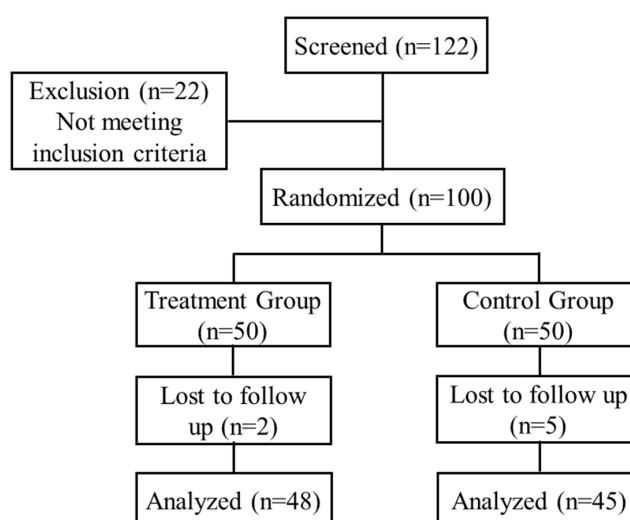 Screened (n=122)
Exclusion (n=22)
Not meeting
inclusion criteria
Randomized (n=100)
Treatment Group
(n=50)
Control Group
(n=50)
Lost to follow
up (n=2)
Lost to follow up
(n=5)
Analyzed (n=48)
Analyzed (n=45)